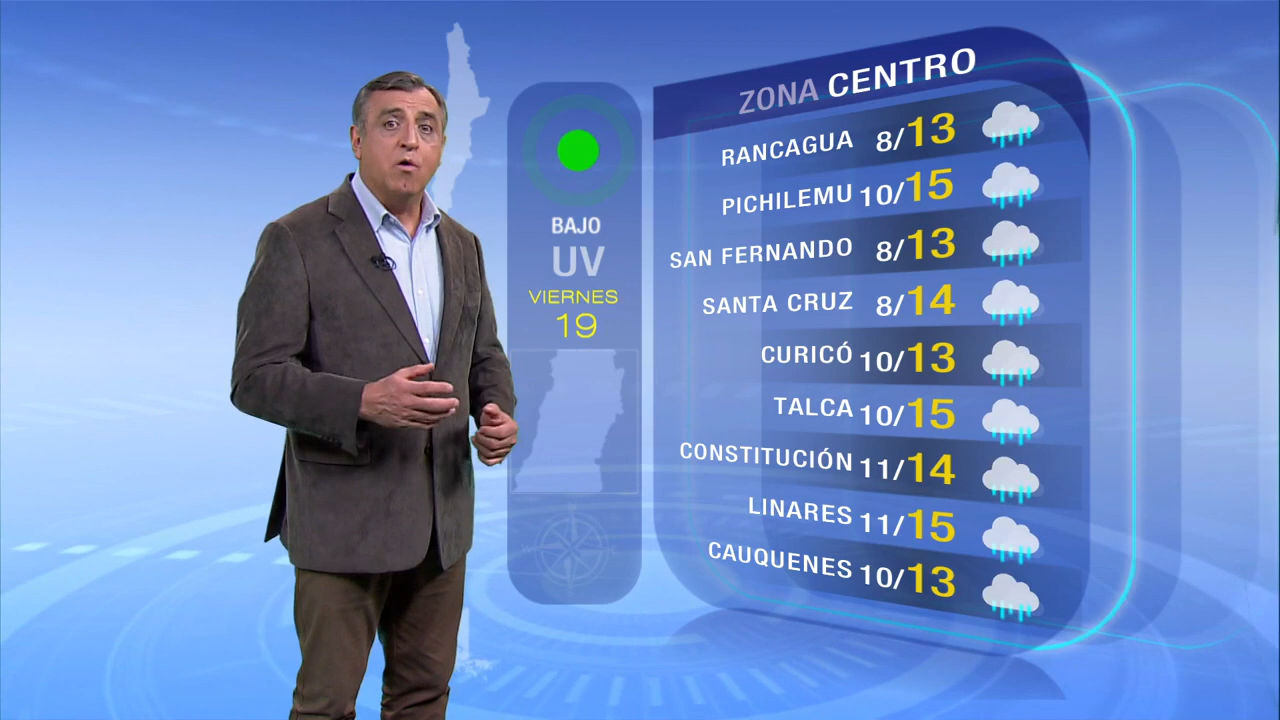 ZONA CENTRO
RANCAGUA 8/13
PICHILEMU 10/15
SAN FERNANDO 8/13
SANTA CRUZ 8/14
CURICÓ 10/13
TALCA 10/15
CONSTITUCIÓN 11/14
LINARES 11/15
CAUQUENES 10/13
BAJO
UV
VIERNES
19